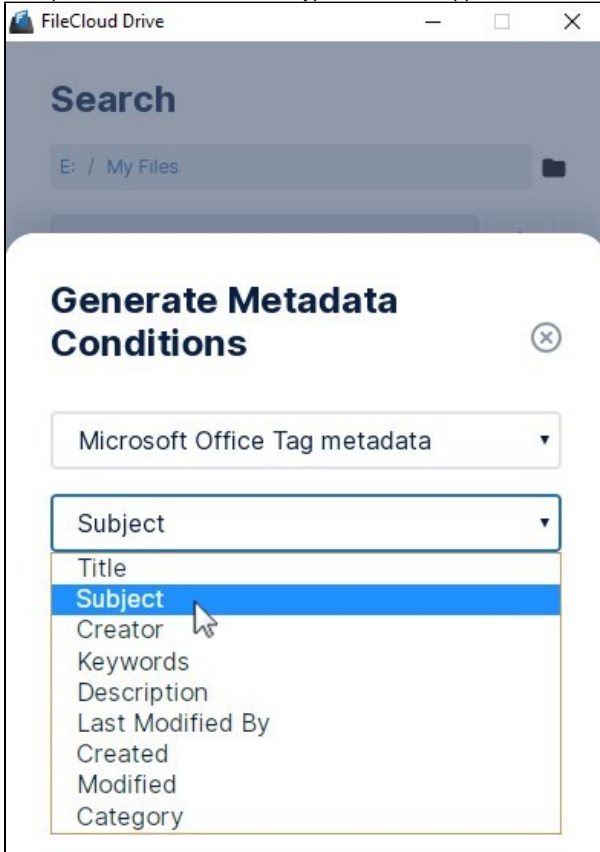 FileCloud Drive
Search
E: / My Files
Generate Metadata
Conditions
Microsoft Office Tag metadata
Subject
Title
Subject
Creator
Keywords
Description
Last Modified By
Created
Modified
Category